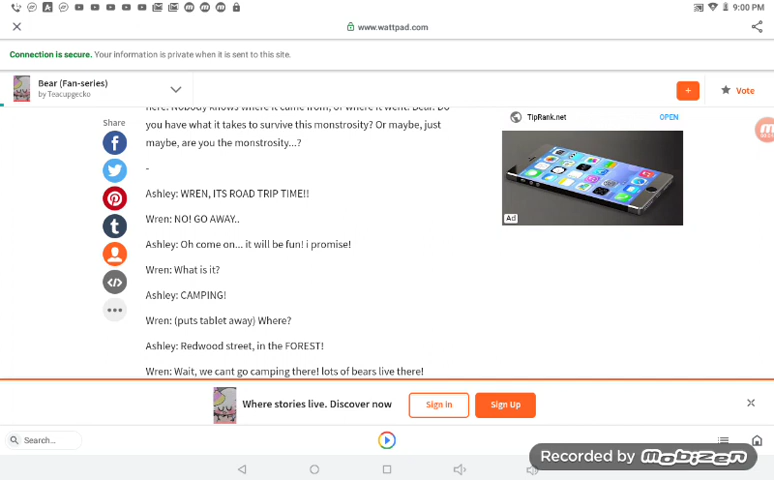 9:00 PM
www.wattpad.com
Connection is secure. Your information is private when it is sent to this site.
Bear (Fan-series)
by Teacupgecko
+
Vote
here. Nobody knows where it came from, or where it went. Bear. Do
you have what it takes to survive this monstrosity? Or maybe, just
maybe, are you the monstrosity...?
-
Share
TipRank.net
OPEN
Ad
Ashley: WREN, ITS ROAD TRIP TIME!!
Wren: NO! GO AWAY..
Ashley: Oh come on... it will be fun! i promise!
Wren: What is it?
Ashley: CAMPING!
Wren: (puts tablet away) Where?
Ashley: Redwood street, in the FOREST!
Wren: Wait, we cant go camping there! lots of bears live there!
Where stories live. Discover now
Sign in
Sign Up
Search...
Recorded by
mobizen